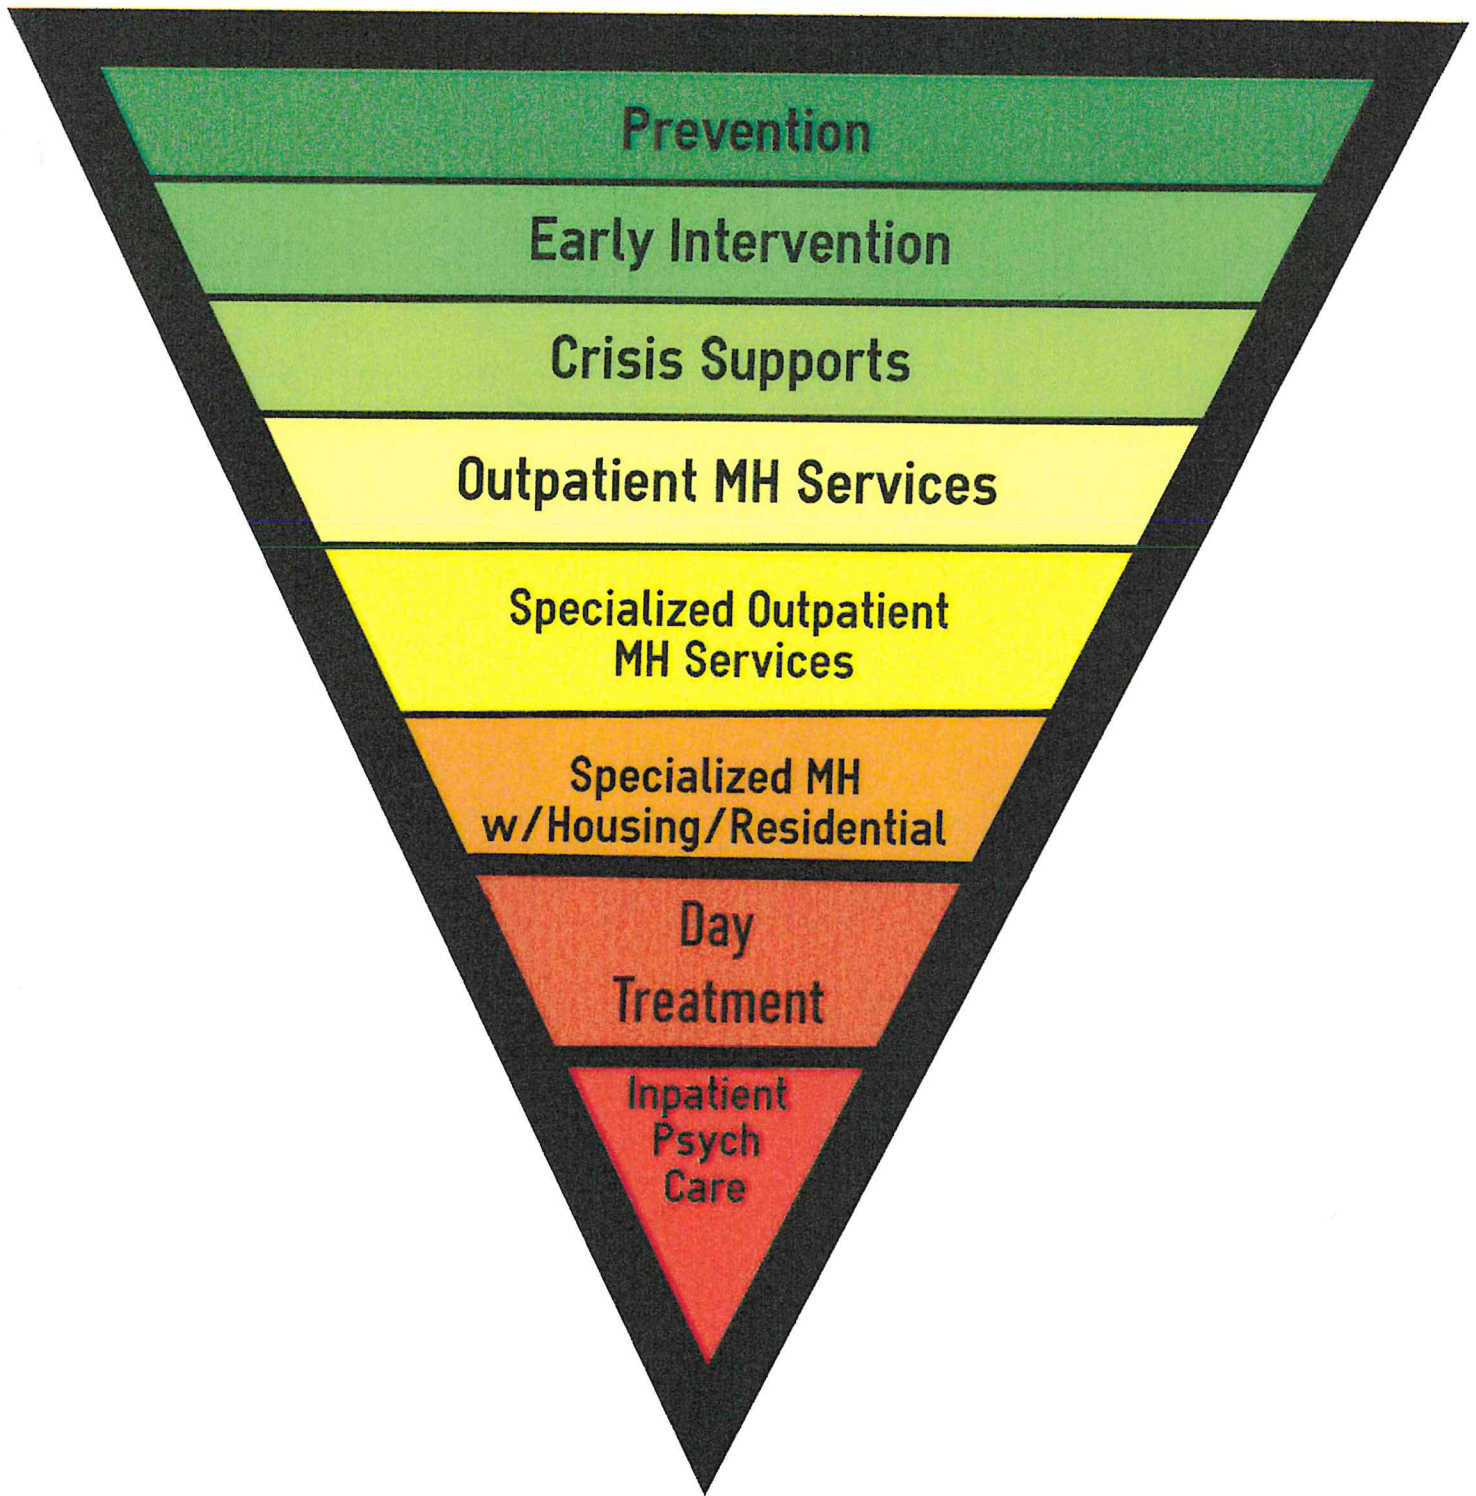 Prevention
Early Intervention
Crisis Supports
Outpatient MH Services
Specialized Outpatient
MH Services
Specialized MH
w/Housing/Residential
Day
Treatment
Inpatient
Psych
Care